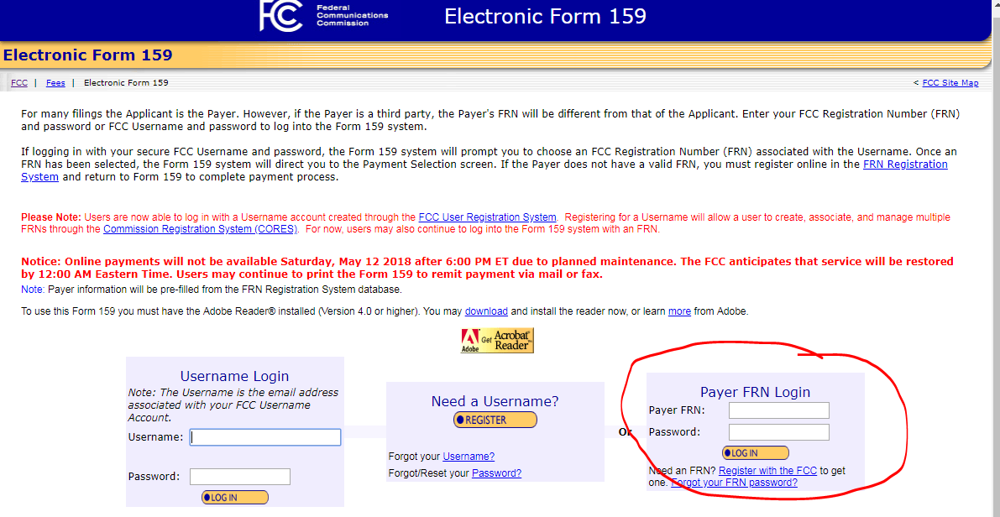 Federal
Communications
Commission
Electronic Form 159
Electronic Form 159
FCC | Fees | Electronic Form 159
< FCC Site Map
For many filings the Applicant is the Payer. However, if the Payer is a third party, the Payer's FRN will be different from that of the Applicant. Enter your FCC Registration Number (FRN)
and password or FCC Username and password to log into the Form 159 system.
If logging in with your secure FCC Username and password, the Form 159 system will prompt you to choose an FCC Registration Number (FRN) associated with the Username. Once an
FRN has been selected, the Form 159 system will direct you to the Payment Selection screen. If the Payer does not have a valid FRN, you must register online in the FRN Registration
System and return to Form 159 to complete payment process.
Please Note: Users are now able to log in with a Username account created through the FCC User Registration System. Registering for a Username will allow a user to create, associate, and manage multiple
FRNs through the Commission Registration System (CORES). For now, users may also continue to log into the Form 159 system with an FRN.
Notice: Online payments will not be available Saturday, May 12 2018 after 6:00 PM ET due to planned maintenance. The FCC anticipates that service will be restored
by 12:00 AM Eastern Time. Users may continue to print the Form 159 to remit payment via mail or fax.
Note: Payer information will be pre-filled from the FRN Registration System database.
To use this Form 159 you must have the Adobe Reader® installed (Version 4.0 or higher). You may download and install the reader now, or learn more from Adobe.
Adobe
Get Acrobat
Reader
Username Login
Note: The Username is the email address
associated with your FCC Username
Account.
Username:
Password:
LOG IN
Need a Username?
REGISTER
Forgot your Username?
Forgot/Reset your Password?
Or
Payer FRN Login
Payer FRN:
Password:
LOG IN
Need an FRN? Register with the FCC to get
one. Forgot your FRN password?